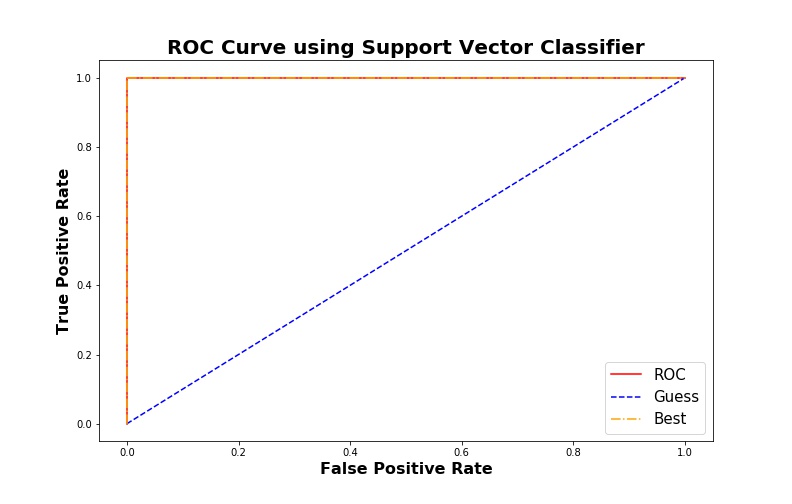 ROC Curve using Support Vector Classifier
True Positive Rate
1.0
0.8
0.6
0.4
0.2
0.0
ROC
Guess
Best
0.0 0.2 0.4 0.6 0.8 1.0
False Positive Rate